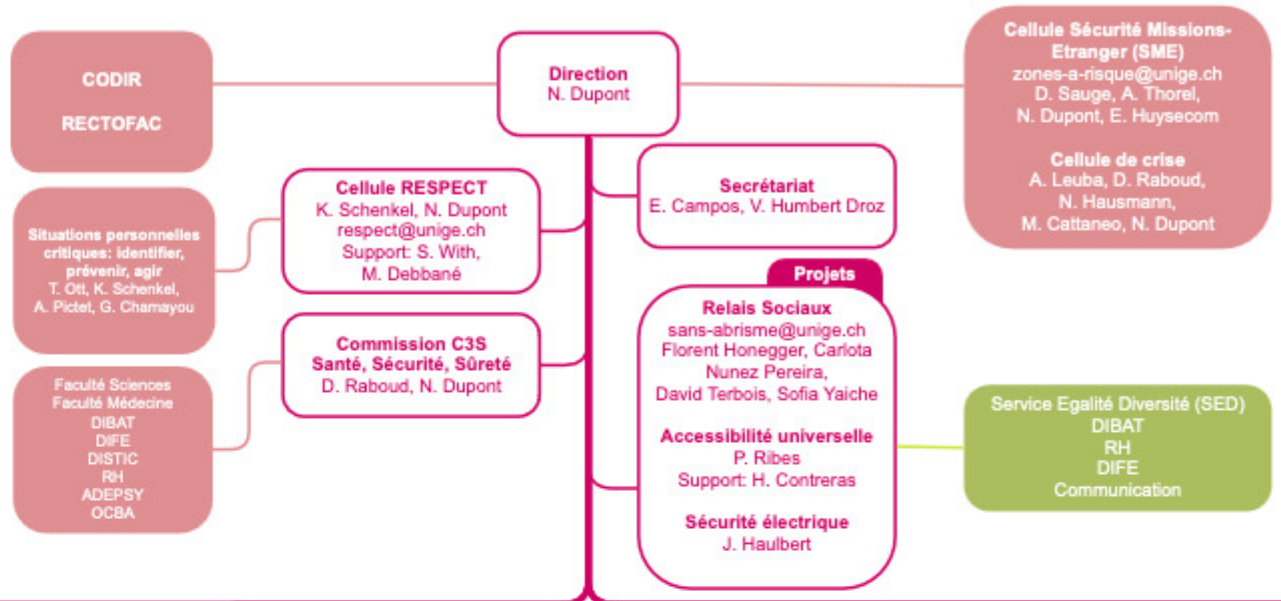 CODIR
RECTOFAC
Direction
N. Dupont
Cellule Sécurité Missions-
Etranger (SME)
zones-a-risque@unige.ch
D. Sauge, A. Thorel,
N. Dupont, E. Huysecom
Cellule de crise
A. Leuba, D. Raboud,
N. Hausmann,
M. Cattaneo, N. Dupont
Situations personnelles
critiques: identifier,
prévenir, agir
T. Ott, K. Schenkel,
A. Pictet, G. Chamayou
Cellule RESPECT
K. Schenkel, N. Dupont
respect@unige.ch
Support: S. With,
M. Debbané
Secrétariat
E. Campos, V. Humbert Droz
Commission C3S
Santé, Sécurité, Sûreté
D. Raboud, N. Dupont
Projets
Relais Sociaux
sans-abrisme@unige.ch
Florent Honegger, Carlota
Nunez Pereira,
David Terbois, Sofia Yaiche
Accessibilité universelle
P. Ribes
Support: H. Contreras
Sécurité électrique
J. Haulbert
Faculté Sciences
Faculté Médecine
DIBAT
DIFE
DISTIC
RH
ADEPSY
OCBA
Service Egalité Diversité (SED)
DIBAT
RH
DIFE
Communication